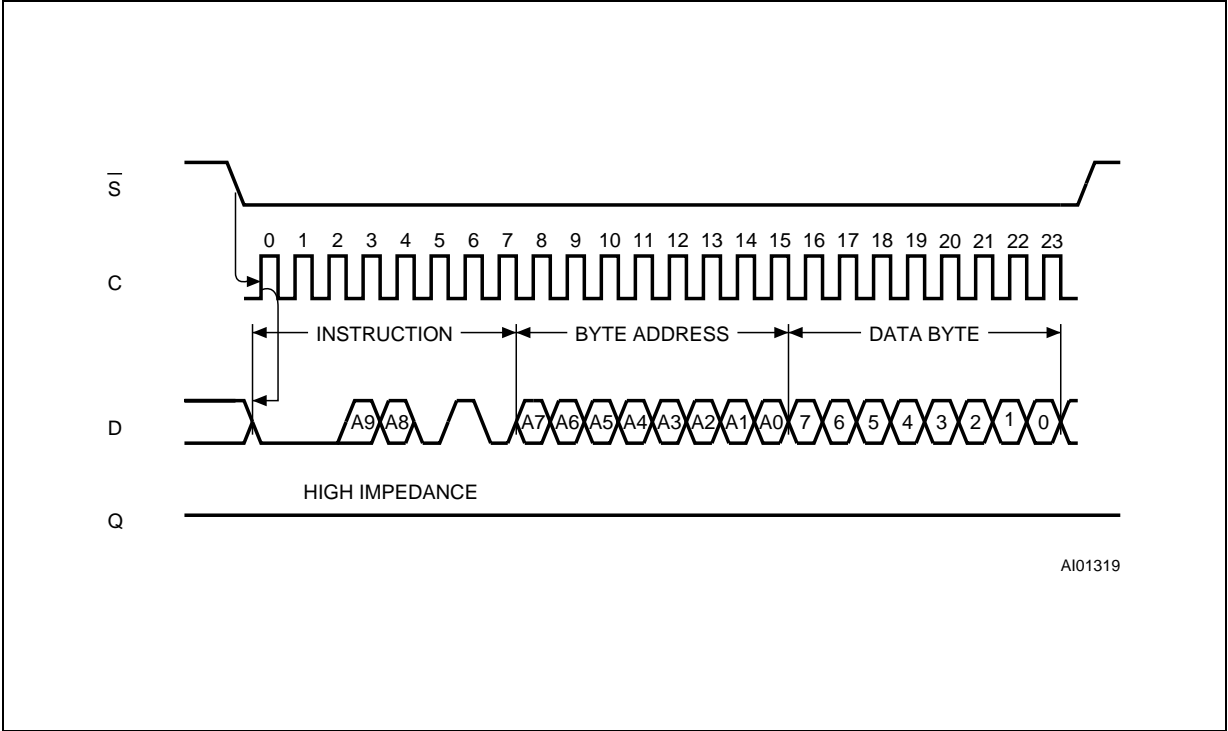 S
0 1 2 3 4 5 6 7 8 9 10 11 12 13 14 15 16 17 18 19 20 21 22 23
C
INSTRUCTION BYTE ADDRESS DATA BYTE
D A9 A8 A7 A6 A5 A4 A3 A2 A1 A0 7 6 5 4 3 2 1 0
HIGH IMPEDANCE
Q
AI01319